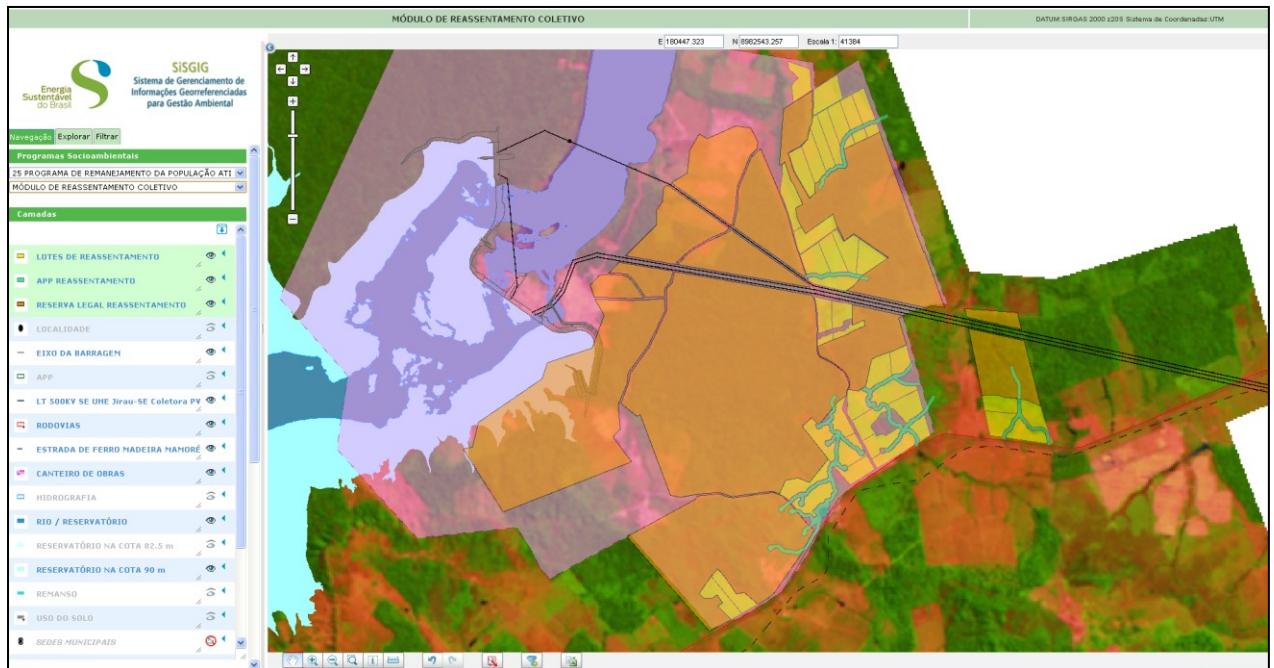 MÓDULO DE REASSENTAMENTO COLETIVO
DATUM:SIRGAS 2000 z20S Sistema de Coordenadas:UTM
E 180447.323 N 8982543.257 Escala 1: 41384
Energia
Sustentável
do Brasil
SiSGIG
Sistema de Gerenciamento de
Informações Georreferenciadas
para Gestão Ambiental
Navegação Explorar Filtrar
Programas Socioambientais
25 PROGRAMA DE REMANEJAMENTO DA POPULAÇÃO ATI
MÓDULO DE REASSENTAMENTO COLETIVO
Camadas
LOTES DE REASSENTAMENTO
APP REASSENTAMENTO
RESERVA LEGAL REASSENTAMENTO
LOCALIDADE
EIXO DA BARRAGEM
APP
LT 500KV SE UHE Jirau-SE Coletora PV
RODOVIAS
ESTRADA DE FERRO MADEIRA MAMORÉ
CANTEIRO DE OBRAS
HIDROGRAFIA
RIO / RESERVATÓRIO
RESERVATÓRIO NA COTA 82.5 m
RESERVATÓRIO NA COTA 90 m
REMANSO
USO DO SOLO
SEDES MUNICIPAIS